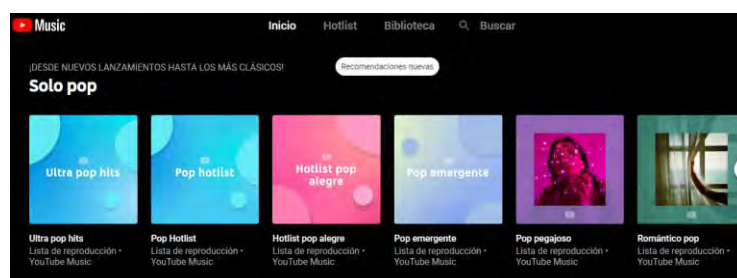 Music
Inicio Hotlist Biblioteca Buscar
¡DESDE NUEVOS LANZAMIENTOS HASTA LOS MÁS CLÁSICOS!
Recomendaciones nuevas
Solo pop
Ultra pop hits
Pop hotlist
Hotlist pop
alegre
Pop emergente
Ultra pop hits
Lista de reproducción •
YouTube Music
Pop Hotlist
Lista de reproducción •
YouTube Music
Hotlist pop alegre
Lista de reproducción •
YouTube Music
Pop emergente
Lista de reproducción •
YouTube Music
Pop pegajoso
Lista de reproducción •
YouTube Music
Romántico pop
Lista de reproducción •
YouTube Music